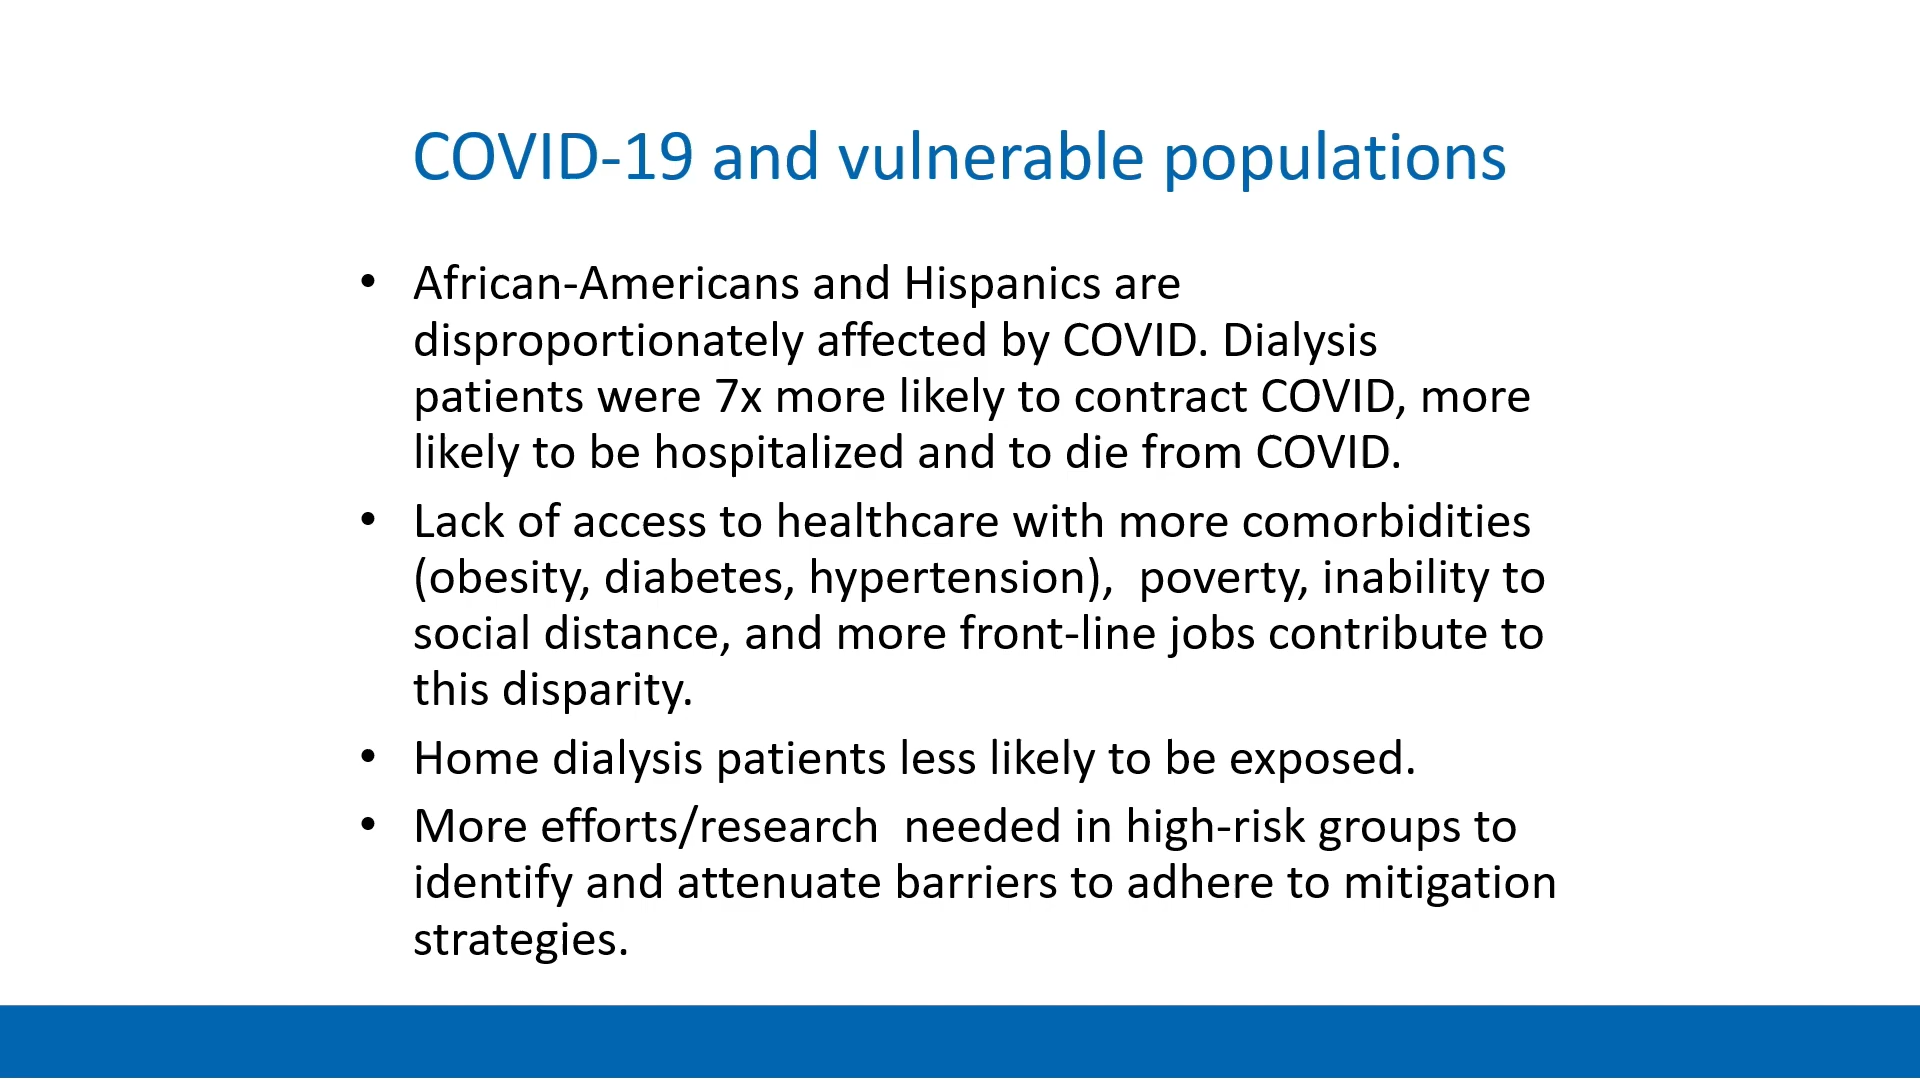 COVID-19 and vulnerable populations
• African-Americans and Hispanics are
disproportionately affected by COVID. Dialysis
patients were 7x more likely to contract COVID, more
likely to be hospitalized and to die from COVID.
• Lack of access to healthcare with more comorbidities
(obesity, diabetes, hypertension),  poverty, inability to
social distance, and more front-line jobs contribute to
this disparity.
• Home dialysis patients less likely to be exposed.
• More efforts/research  needed in high-risk groups to
identify and attenuate barriers to adhere to mitigation
strategies.